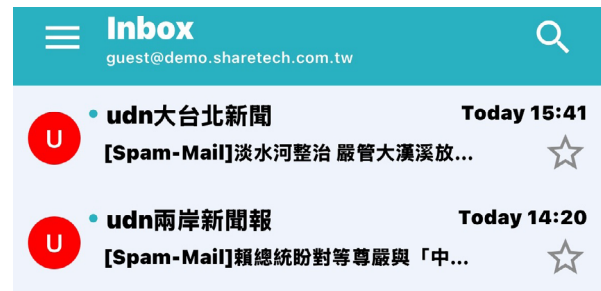 Inbox
guest@demo.sharetech.com.tw
U
udn大台北新聞
Today 15:41
[Spam-Mail]淡水河整治 嚴管大漢溪放...
U
udn兩岸新聞報
Today 14:20
[Spam-Mail]賴總統盼對等尊嚴與「中...